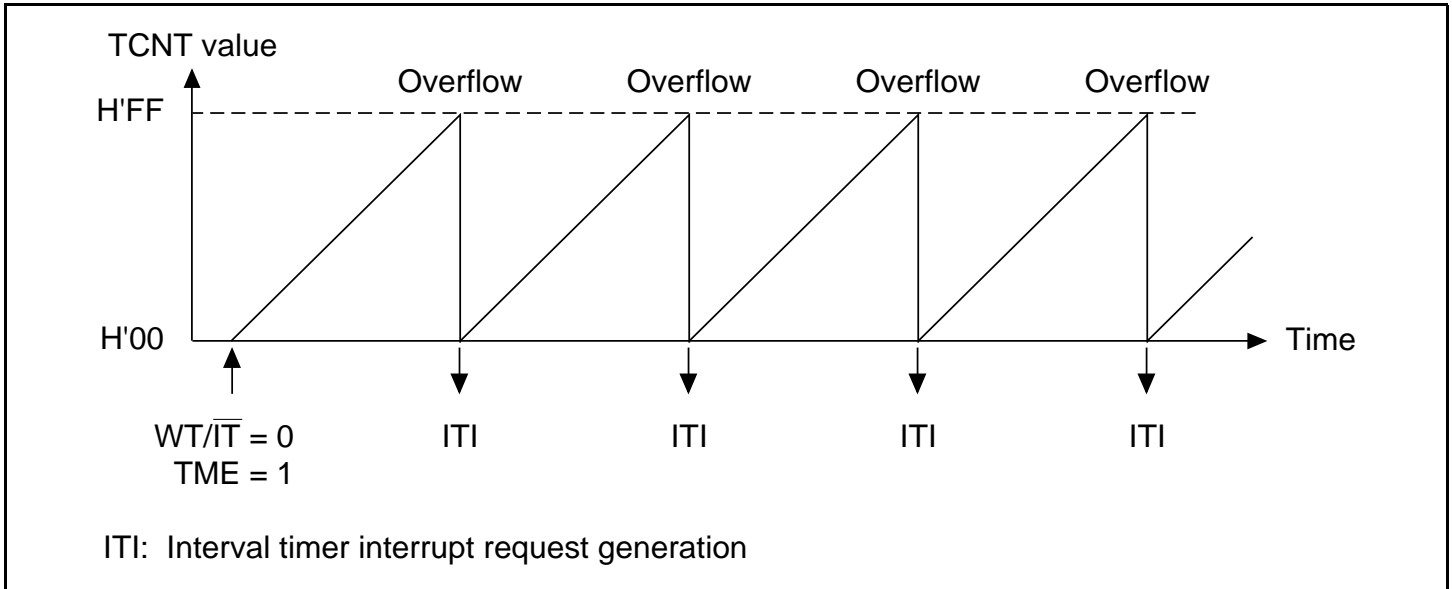 TCNT value
Overflow Overflow Overflow Overflow
H'FF
H'00
Time
WT/I̅T̅ = 0 ITI ITI ITI ITI
TME = 1
ITI: Interval timer interrupt request generation